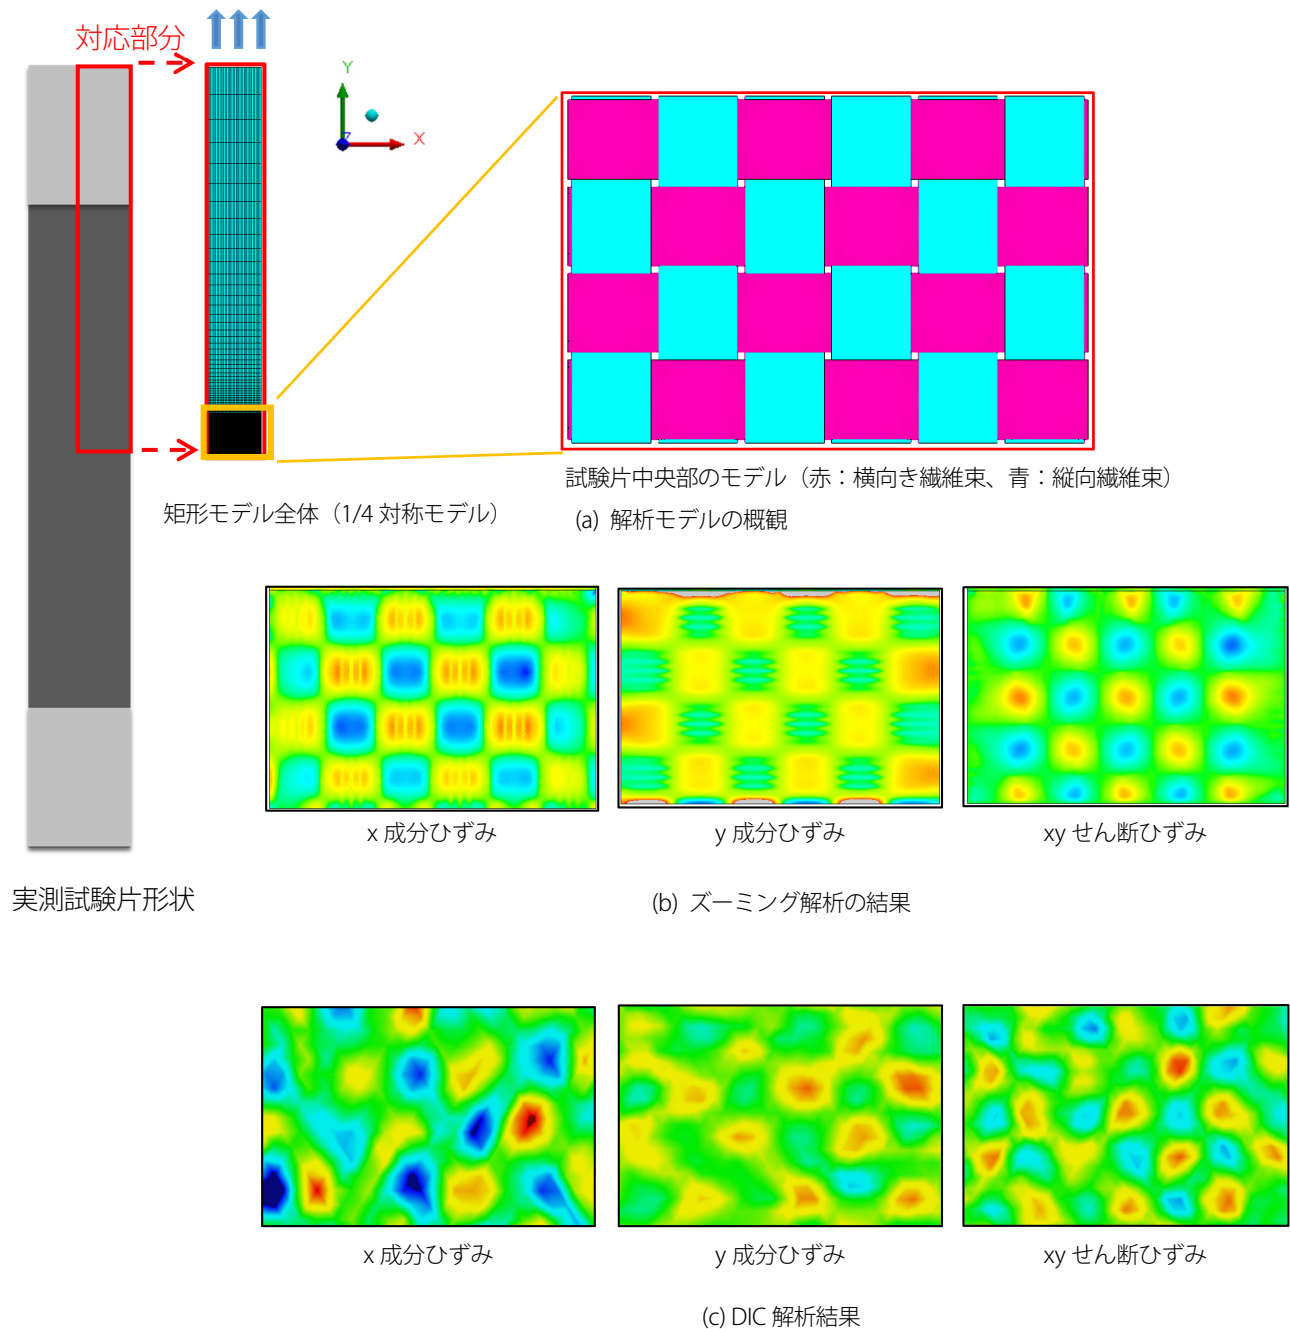 対応部分
Y
X
Z
試験片中央部のモデル（赤：横向き繊維束、青：縦向繊維束）
矩形モデル全体（1/4 対称モデル）
(a) 解析モデルの概観
x 成分ひずみ
y 成分ひずみ
xy せん断ひずみ
実測試験片形状
(b) ズーミング解析の結果
x 成分ひずみ
y 成分ひずみ
xy せん断ひずみ
(c) DIC 解析結果